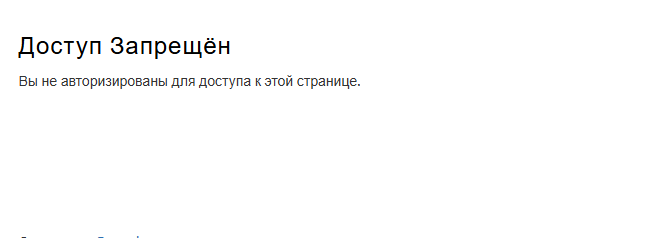 Доступ Запрещён
Вы не авторизированы для доступа к этой странице.